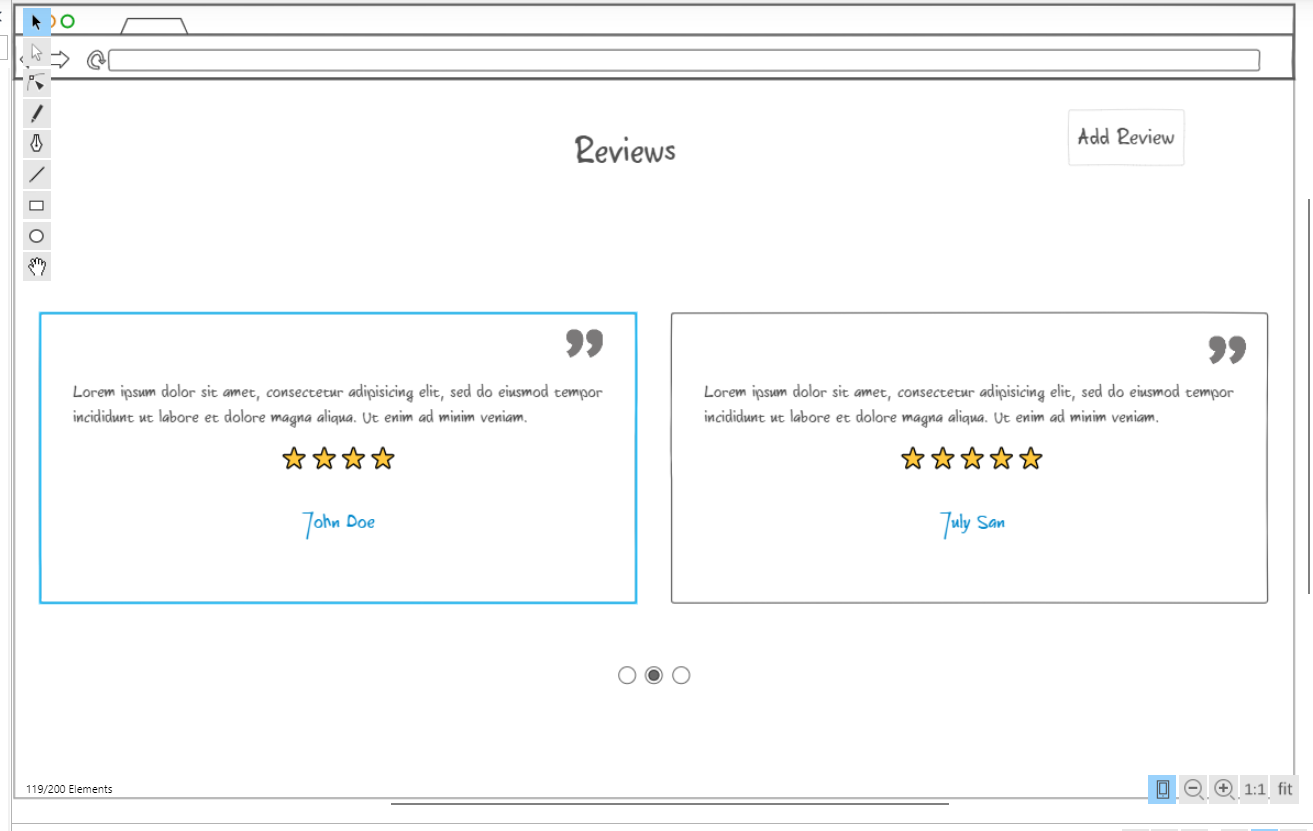 Reviews
Add Review
Lorem ipsum dolor sit amet, consectetur adipisicing elit, sed do eiusmod tempor
incididunt ut labore et dolore magna aliqua. Ut enim ad minim veniam.
John Doe
Lorem ipsum dolor sit amet, consectetur adipisicing elit, sed do eiusmod tempor
incididunt ut labore et dolore magna aliqua. Ut enim ad minim veniam.
July San
119/200 Elements
1:1
fit